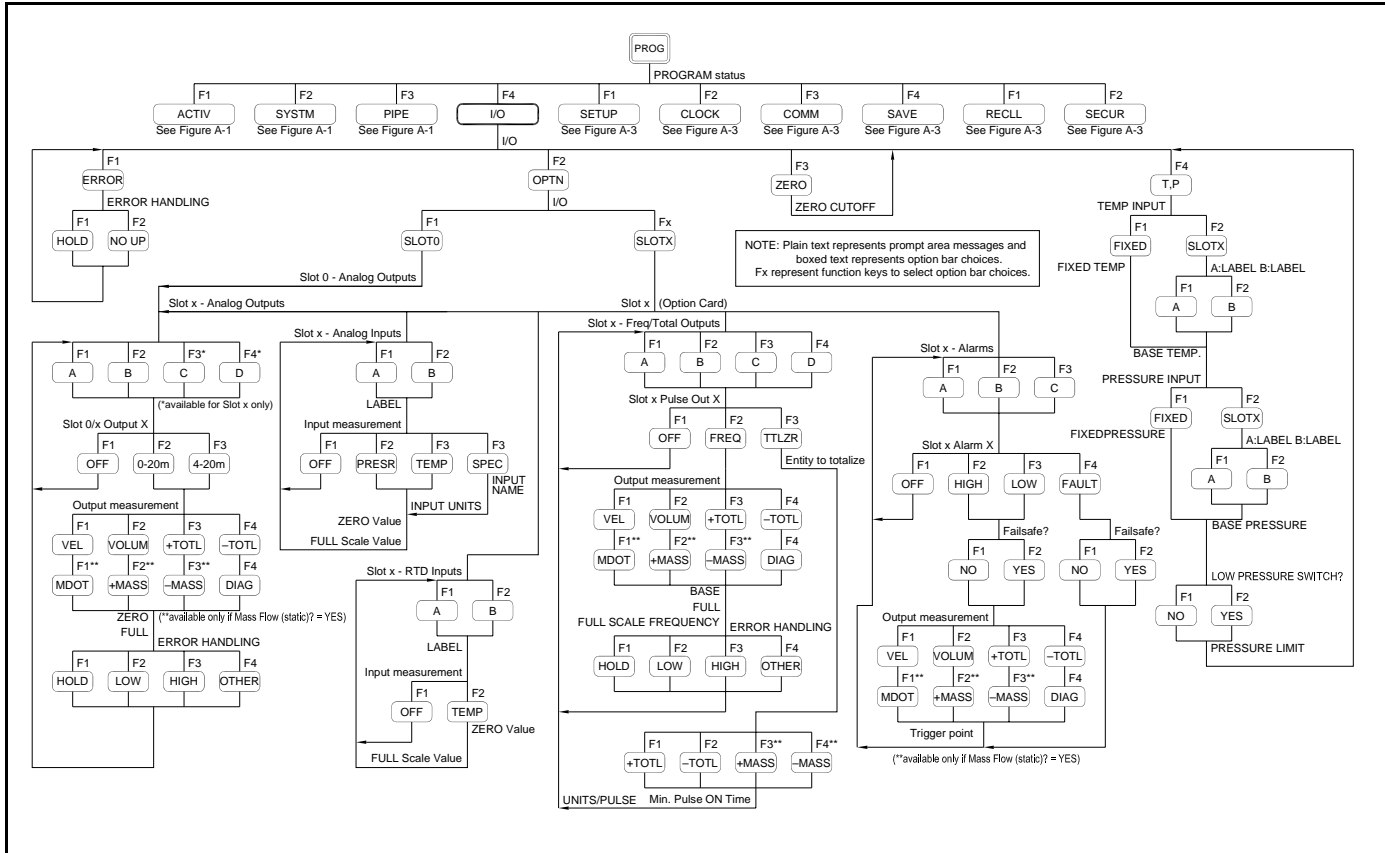 PROG
PROGRAM status
F1 F2 F3 F4 F1 F2 F3 F4 F1 F2
ACTIV SYSTM PIPE I/O SETUP CLOCK COMM SAVE RECLL SECUR
See Figure A-1 See Figure A-1 See Figure A-1 See Figure A-3 See Figure A-3 See Figure A-3 See Figure A-3 See Figure A-3 See Figure A-3
I/O
F1
ERROR
ERROR HANDLING
F1 F2
HOLD NO UP
F2
OPTN
I/O
F1 Fx
SLOT0 SLOTX
F3
ZERO
ZERO CUTOFF
NOTE: Plain text represents prompt area messages and
boxed text represents option bar choices.
Fx represent function keys to select option bar choices.
F4
T,P
TEMP INPUT
F1 F2
FIXED SLOTX
FIXED TEMP
A:LABEL B:LABEL
F1 F2
A B
BASE TEMP.
PRESSURE INPUT
F1 F2
FIXED SLOTX
FIXEDPRESSURE
A:LABEL B:LABEL
F1 F2
A B
BASE PRESSURE
LOW PRESSURE SWITCH?
F1 F2
NO YES
PRESSURE LIMIT
Slot 0 - Analog Outputs
Slot x - Analog Outputs
Slot x (Option Card)
F1 F2 F3* F4*
A B C D
(*available for Slot x only)
Slot 0/x Output X
F1 F2 F3
OFF 0-20m 4-20m
Output measurement
F1 F2 F3 F4
VEL VOLUM +TOTL –TOTL
F1** F2** F3** F4
MDOT +MASS –MASS DIAG
ZERO
(**available only if Mass Flow (static)? = YES)
FULL
ERROR HANDLING
F1 F2 F3 F4
HOLD LOW HIGH OTHER
Slot x - Analog Inputs
F1 F2
A B
LABEL
Input measurement
F1 F2 F3 F3
OFF PRESR TEMP SPEC
INPUT
NAME
INPUT UNITS
ZERO Value
FULL Scale Value
Slot x - RTD Inputs
F1 F2
A B
LABEL
Input measurement
F1 F2
OFF TEMP
ZERO Value
FULL Scale Value
Slot x - Freq/Total Outputs
F1 F2 F3 F4
A B C D
Slot x Pulse Out X
F1 F2 F3
OFF FREQ TTLZR
Entity to totalize
Output measurement
F1 F2 F3 F4
VEL VOLUM +TOTL –TOTL
F1** F2** F3** F4
MDOT +MASS –MASS DIAG
BASE
FULL
FULL SCALE FREQUENCY
ERROR HANDLING
F1 F2 F3 F4
HOLD LOW HIGH OTHER
F1 F2 F3** F4**
+TOTL –TOTL +MASS –MASS
UNITS/PULSE
Min. Pulse ON Time
Slot x - Alarms
F1 F2 F3
A B C
Slot x Alarm X
F1 F2 F3 F4
OFF HIGH LOW FAULT
Failsafe? Failsafe?
F1 F2 F1 F2
NO YES NO YES
Output measurement
F1 F2 F3 F4
VEL VOLUM +TOTL –TOTL
F1** F2** F3** F4
MDOT +MASS –MASS DIAG
Trigger point
(**available only if Mass Flow (static)? = YES)